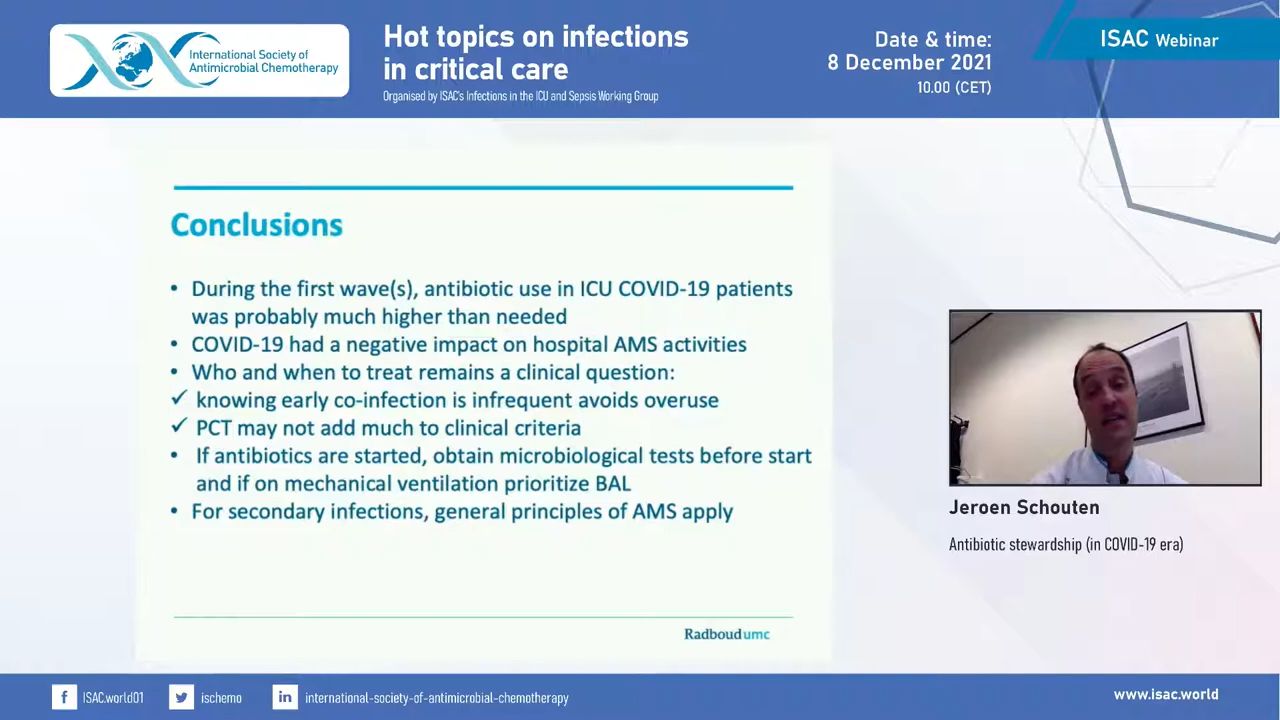 International Society of
Antimicrobial Chemotherapy
Hot topics on infections
in critical care
Organised by ISAC's Infections in the ICU and Sepsis Working Group
Date & time:
8 December 2021
10.00 (CET)
ISAC Webinar
Conclusions
• During the first wave(s), antibiotic use in ICU COVID-19 patients
was probably much higher than needed
• COVID-19 had a negative impact on hospital AMS activities
• Who and when to treat remains a clinical question:
✓ knowing early co-infection is infrequent avoids overuse
✓ PCT may not add much to clinical criteria
• If antibiotics are started, obtain microbiological tests before start
and if on mechanical ventilation prioritize BAL
• For secondary infections, general principles of AMS apply
Radboudumc
Jeroen Schouten
Antibiotic stewardship (in COVID-19 era)
f ISAC.world01
ischemo
in international-society-of-antimicrobial-chemotherapy
www.isac.world